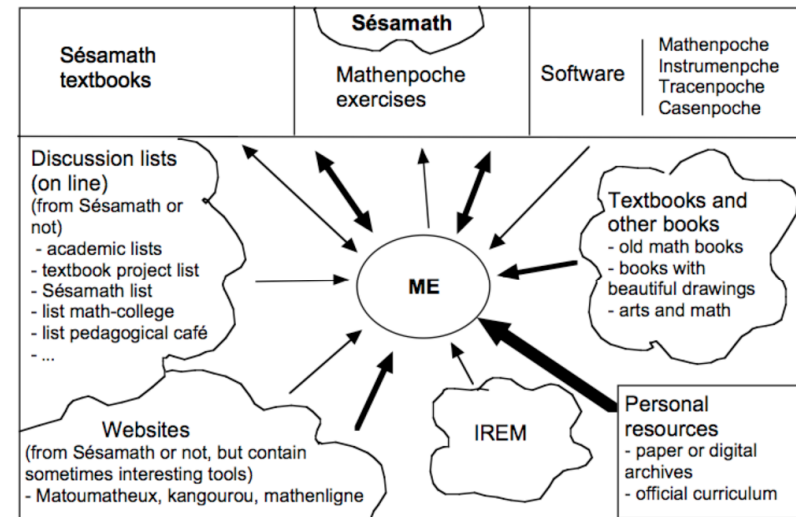 Sésamath
textbooks
Sésamath
Mathenpoche
exercises
Software
Mathenpoche
Instrumenpche
Tracenpoche
Casenpoche
Discussion lists
(on line)
(from Sésamath or
not)
- academic lists
- textbook project list
- Sésamath list
- list math-college
- list pedagogical café
- ...
ME
Textbooks and
other books
- old math books
- books with
beautiful drawings
- arts and math
Websites
(from Sésamath or not, but contain
sometimes interesting tools)
- Matoumatheux, kangourou, mathenligne
IREM
Personal
resources
- paper or digital
archives
- official curriculum